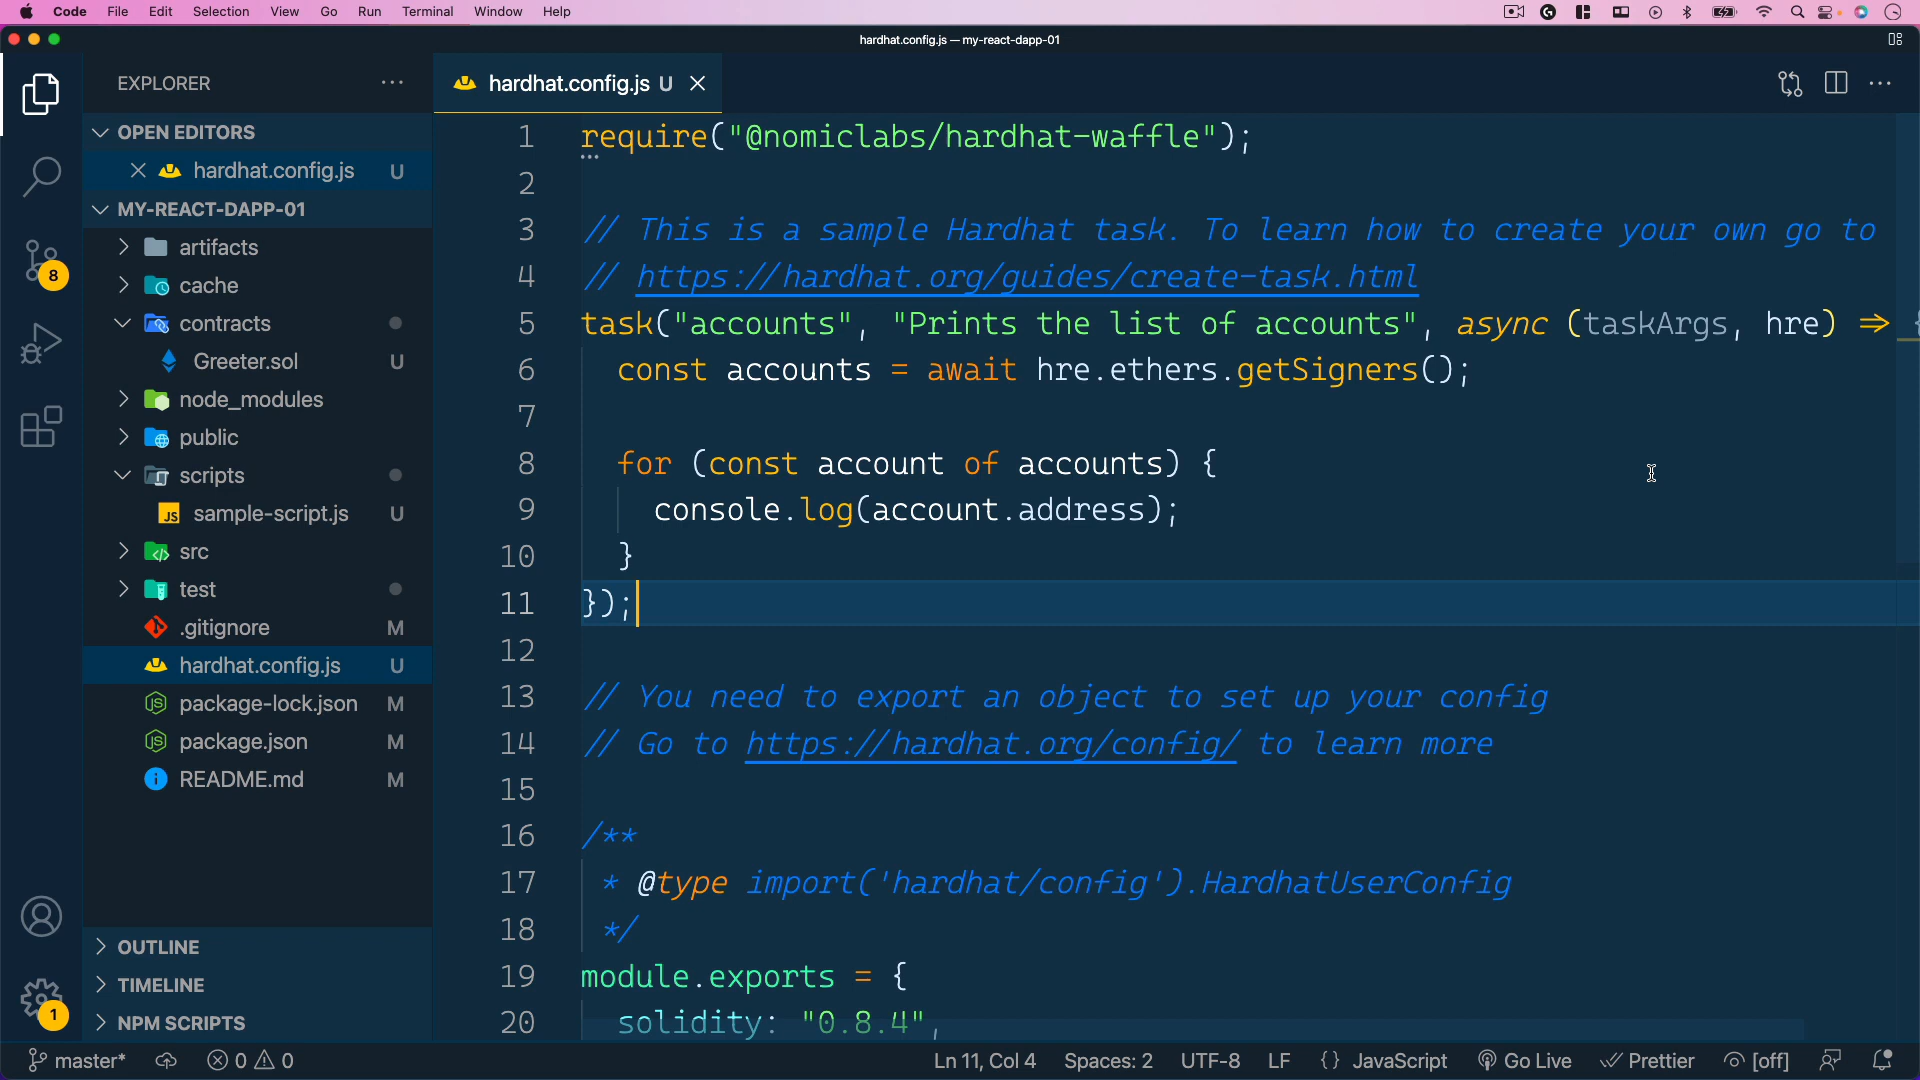 Code File Edit Selection View Go Run Terminal Window Help
hardhat.config.js — my-react-dapp-01
EXPLORER
hardhat.config.js U
OPEN EDITORS
hardhat.config.js U
MY-REACT-DAPP-01
artifacts
cache
contracts
Greeter.sol U
node_modules
public
scripts
JS sample-script.js U
src
test
.gitignore M
hardhat.config.js U
package-lock.json M
package.json M
README.md M
OUTLINE
TIMELINE
NPM SCRIPTS
8
1
1 require("@nomiclabs/hardhat-waffle");
2
3 // This is a sample Hardhat task. To learn how to create your own go to
4 // https://hardhat.org/guides/create-task.html
5 task("accounts", "Prints the list of accounts", async (taskArgs, hre) => {
6 const accounts = await hre.ethers.getSigners();
7
8 for (const account of accounts) {
9 console.log(account.address);
10 }
11 });
12
13 // You need to export an object to set up your config
14 // Go to https://hardhat.org/config/ to learn more
15
16 /**
17 * @type import('hardhat/config').HardhatUserConfig
18 */
19 module.exports = {
20 solidity: "0.8.4",
master* 0 0 Ln 11, Col 4 Spaces: 2 UTF-8 LF {} JavaScript Go Live Prettier [off]